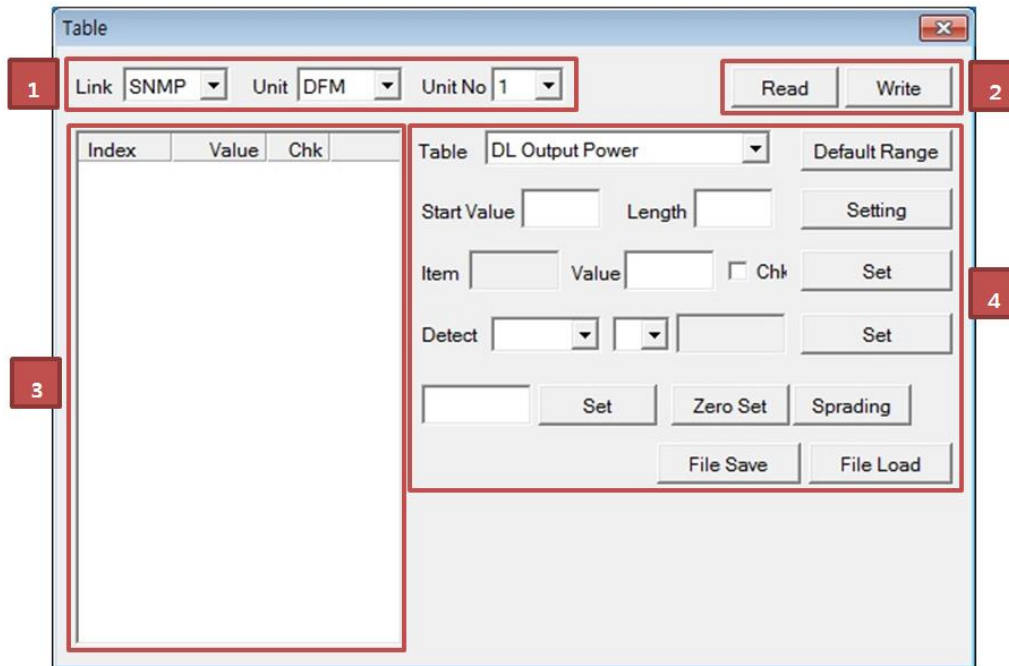 Table
1
Link SNMP Unit DFM Unit No 1
Read Write
2
3
Index Value Chk
4
Table DL Output Power Default Range
Start Value Length Setting
Item Value Chk Set
Detect Set
Set Zero Set Sprading
File Save File Load